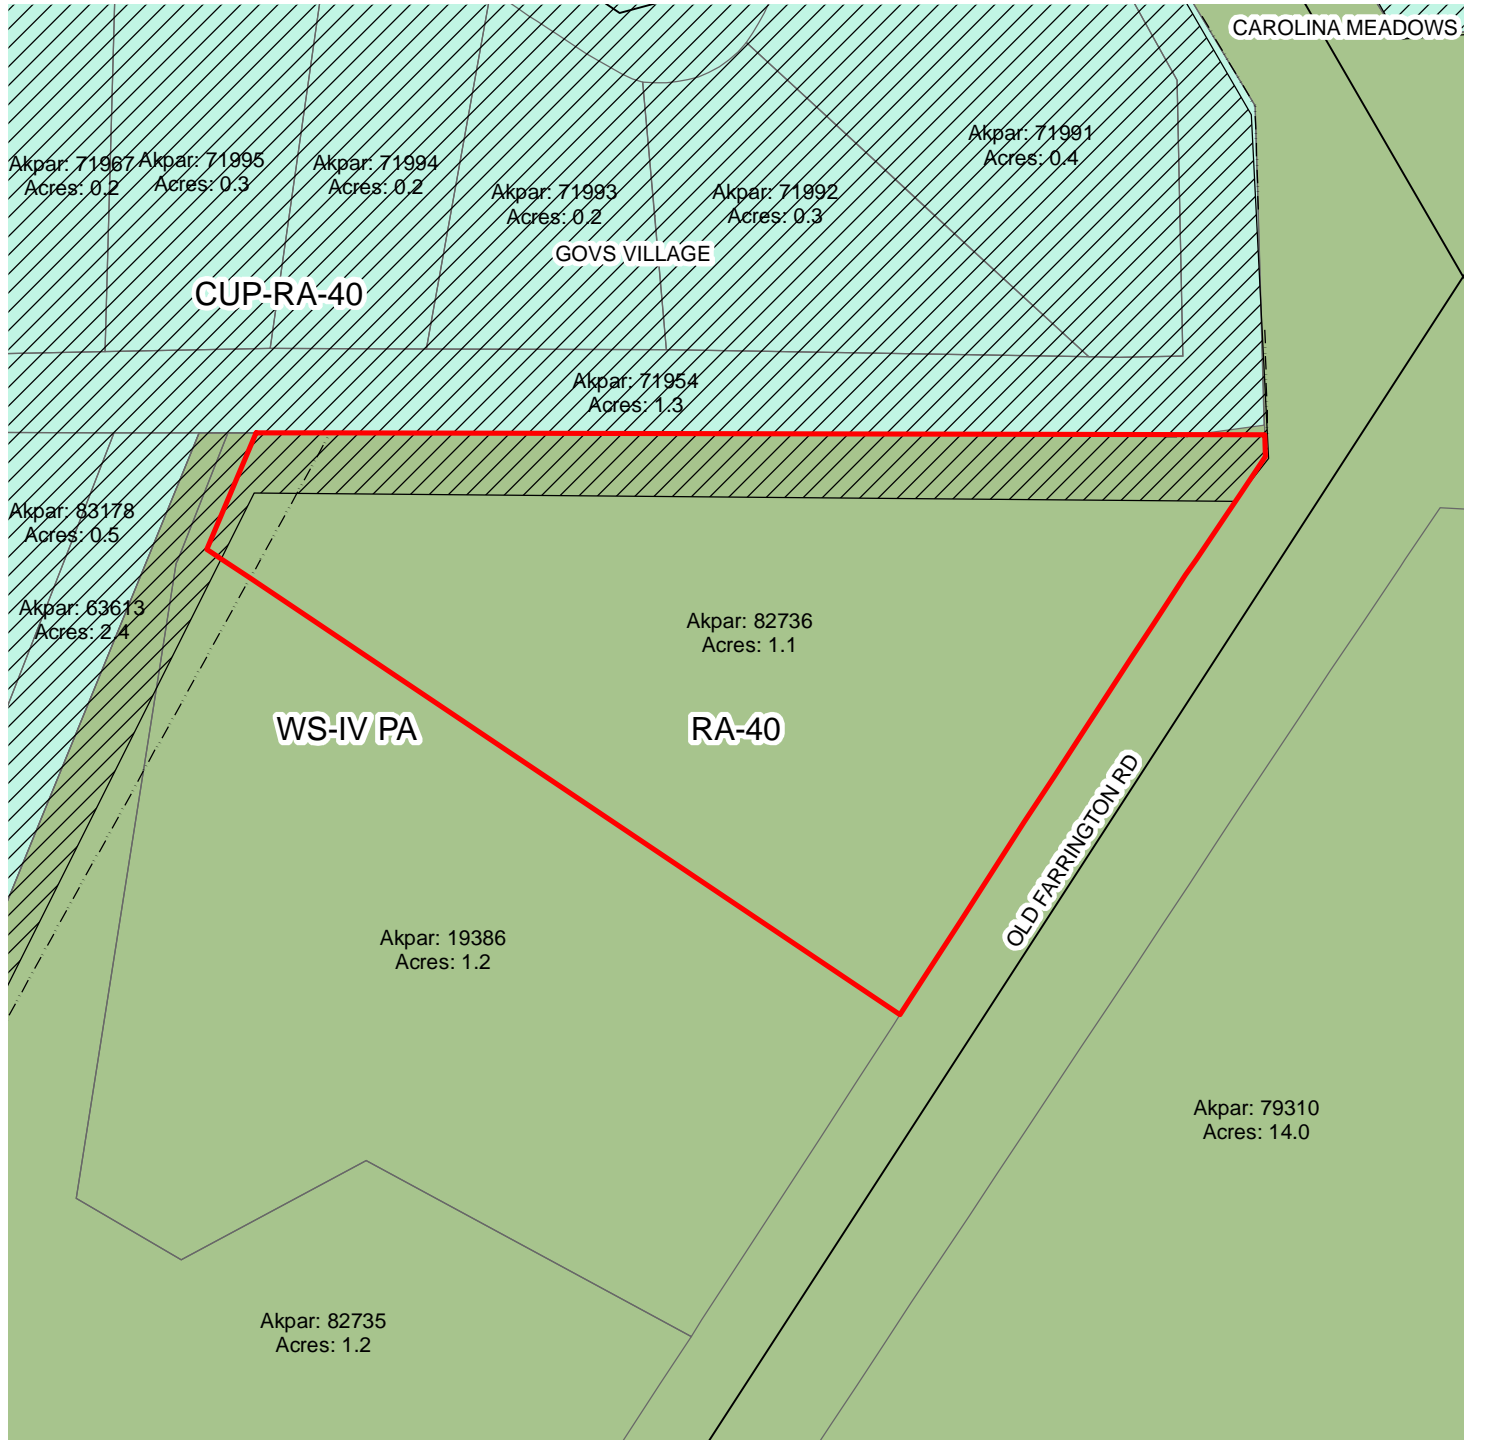 CAROLINA MEADOWS
Akpar: 71991
Acres: 0.4
Akpar: 71967
Acres: 0.2
Akpar: 71995
Acres: 0.3
Akpar: 71994
Acres: 0.2
Akpar: 71993
Acres: 0.2
Akpar: 71992
Acres: 0.3
GOVS VILLAGE
CUP-RA-40
Akpar: 71954
Acres: 1.3
Akpar: 83178
Acres: 0.5
Akpar: 63613
Acres: 2.4
Akpar: 82736
Acres: 1.1
WS-IV PA
RA-40
OLD FARRINGTON RD
Akpar: 19386
Acres: 1.2
Akpar: 79310
Acres: 14.0
Akpar: 82735
Acres: 1.2